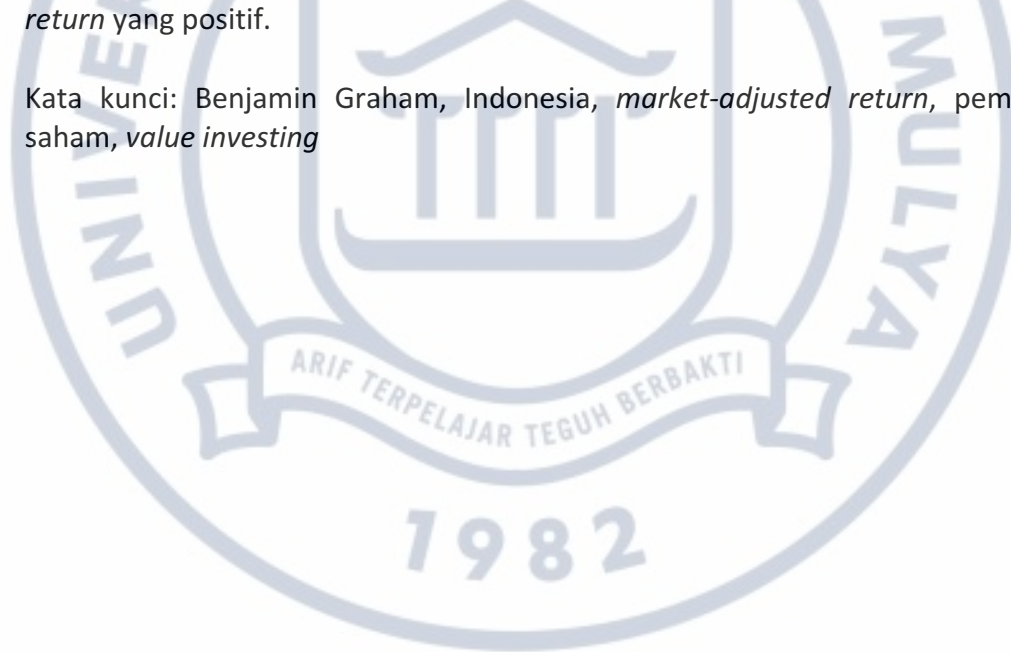 return yang positif.
Kata kunci: Benjamin Graham, Indonesia, market-adjusted return,
saham, value investing
MULYA
ARIF TERPELAJAR TEGUH BERBAKTI
1982